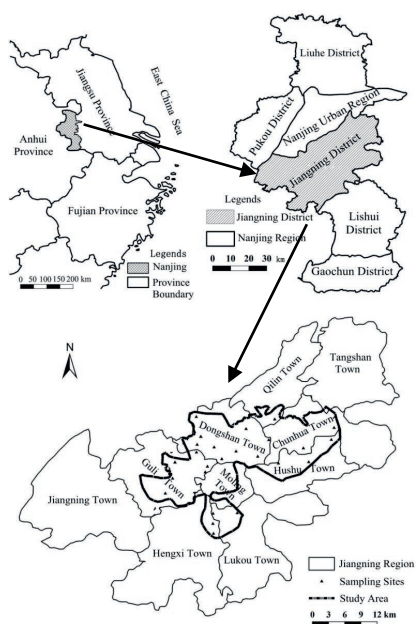 Jiangsu Province
East China Sea
Anhui
Province
Fujian Province
Legends
Nanjing
Province
Boundary
0 50 100 150 200 km
Liuhe District
Pukou District
Nanjing Urban Region
Jiangning District
Legends
Jiangning District
Nanjing Region
0 10 20 30 km
Lishui
District
Gaochun District
N
Qilin Town
Tangshan
Town
Dongshan Town
Chunhua Town
Guli
Town
Moling
Town
Hushu Town
Jiangning Town
Hengxi Town
Lukou Town
Jiangning Region
Sampling Sites
Study Area
0 3 6 9 12 km